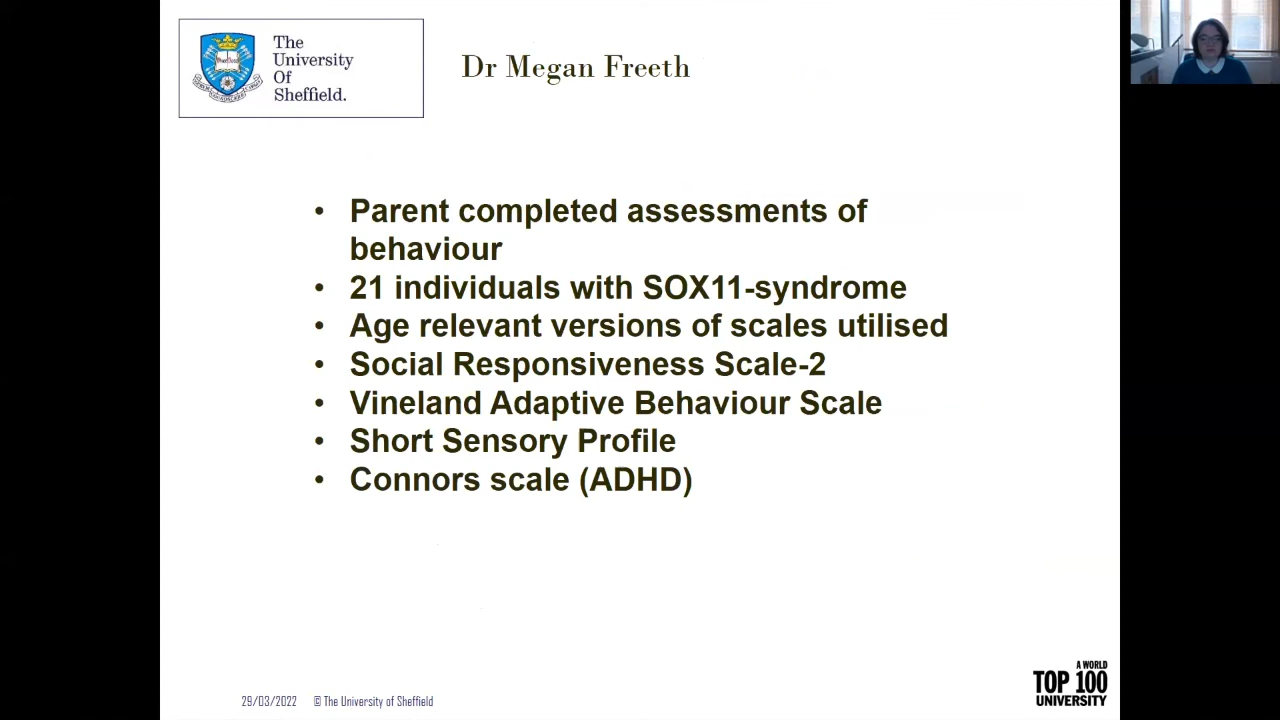 The
University
Of
Sheffield.
Dr Megan Freeth
• Parent completed assessments of
behaviour
• 21 individuals with SOX11-syndrome
• Age relevant versions of scales utilised
• Social Responsiveness Scale-2
• Vineland Adaptive Behaviour Scale
• Short Sensory Profile
• Connors scale (ADHD)
29/03/2022 © The University of Sheffield
A WORLD
TOP 100
UNIVERSITY